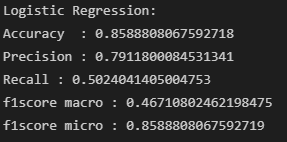 Logistic Regression:
Accuracy  : 0.8588808067592718
Precision : 0.7911800084531341
Recall : 0.5024041405004753
f1score macro : 0.46710802462198475
f1score micro : 0.8588808067592719